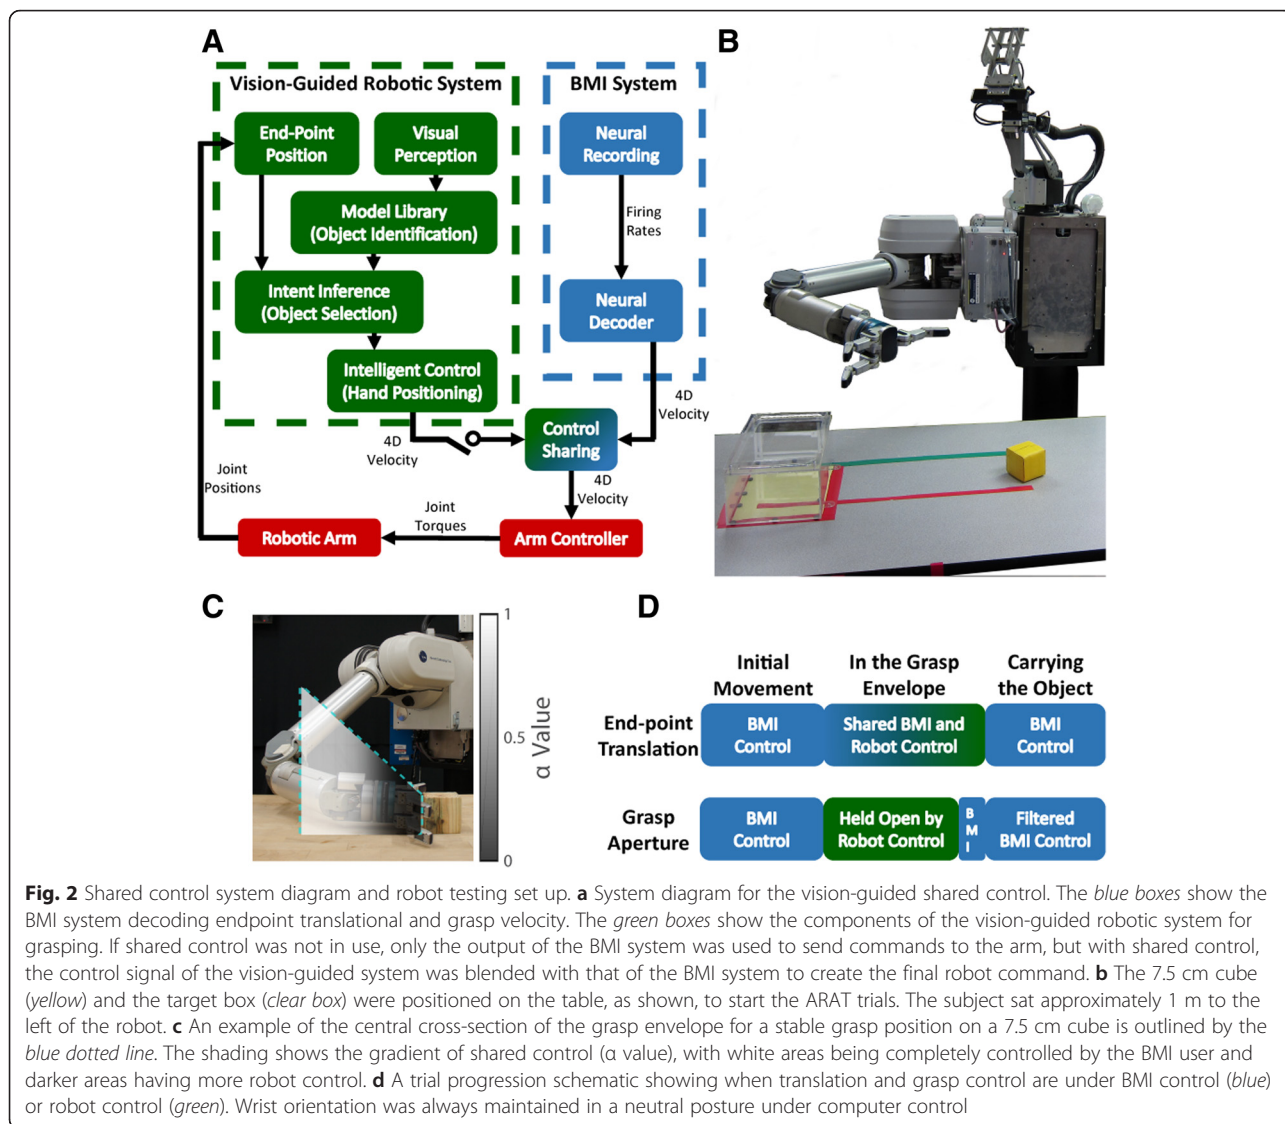 A
Vision-Guided Robotic System
End-Point
Position
Visual
Perception
Model Library
(Object Identification)
Intent Inference
(Object Selection)
Intelligent Control
(Hand Positioning)
BMI System
Neural
Recording
Firing
Rates
Neural
Decoder
4D
Velocity
4D
Velocity
Control
Sharing
4D
Velocity
Joint
Positions
Joint
Torques
Robotic Arm
Arm Controller
B
C
1
0.5
0
α Value
D
Initial
Movement
In the Grasp
Envelope
Carrying
the Object
End-point
Translation
BMI
Control
Shared BMI and
Robot Control
BMI
Control
Grasp
Aperture
BMI
Control
Held Open by
Robot Control
B
M
I
Filtered
BMI Control
Fig. 2 Shared control system diagram and robot testing set up. a System diagram for the vision-guided shared control. The blue boxes show the
BMI system decoding endpoint translational and grasp velocity. The green boxes show the components of the vision-guided robotic system for
grasping. If shared control was not in use, only the output of the BMI system was used to send commands to the arm, but with shared control,
the control signal of the vision-guided system was blended with that of the BMI system to create the final robot command. b The 7.5 cm cube
(yellow) and the target box (clear box) were positioned on the table, as shown, to start the ARAT trials. The subject sat approximately 1 m to the
left of the robot. c An example of the central cross-section of the grasp envelope for a stable grasp position on a 7.5 cm cube is outlined by the
blue dotted line. The shading shows the gradient of shared control (α value), with white areas being completely controlled by the BMI user and
darker areas having more robot control. d A trial progression schematic showing when translation and grasp control are under BMI control (blue)
or robot control (green). Wrist orientation was always maintained in a neutral posture under computer control